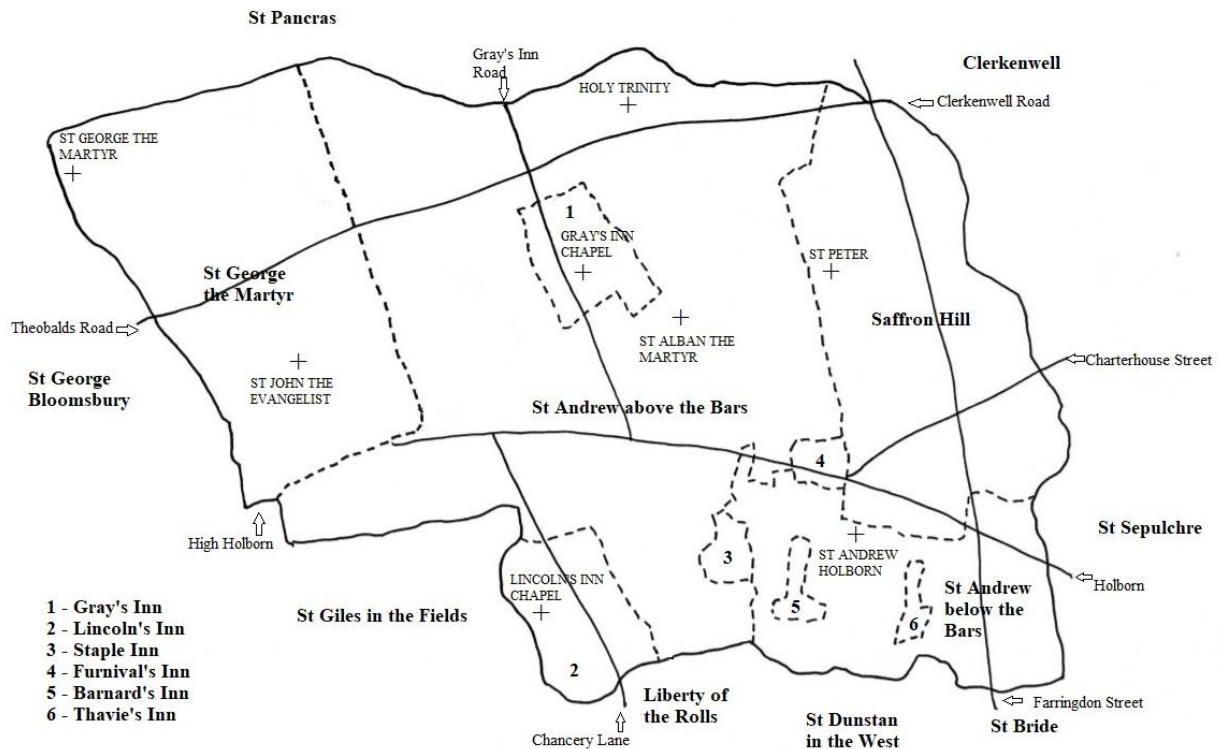 St Pancras
Gray's Inn
Road
Clerkenwell
HOLY TRINITY
Clerkenwell Road
ST GEORGE THE
MARTYR
1
GRAY'S INN
CHAPEL
ST PETER
St George
the Martyr
Saffron Hill
Theobalds Road
ST ALBAN THE
MARTYR
Charterhouse Street
St George
Bloomsbury
ST JOHN THE
EVANGELIST
St Andrew above the Bars
4
High Holborn
St Sepulchre
3
ST ANDREW
HOLBORN
LINCOLN'S INN
CHAPEL
Holborn
St Andrew
below the
Bars
5
6
St Giles in the Fields
1 - Gray's Inn
2 - Lincoln's Inn
3 - Staple Inn
4 - Furnival's Inn
5 - Barnard's Inn
6 - Thavie's Inn
2
Liberty of
the Rolls
Chancery Lane
St Dunstan
in the West
Farringdon Street
St Bride